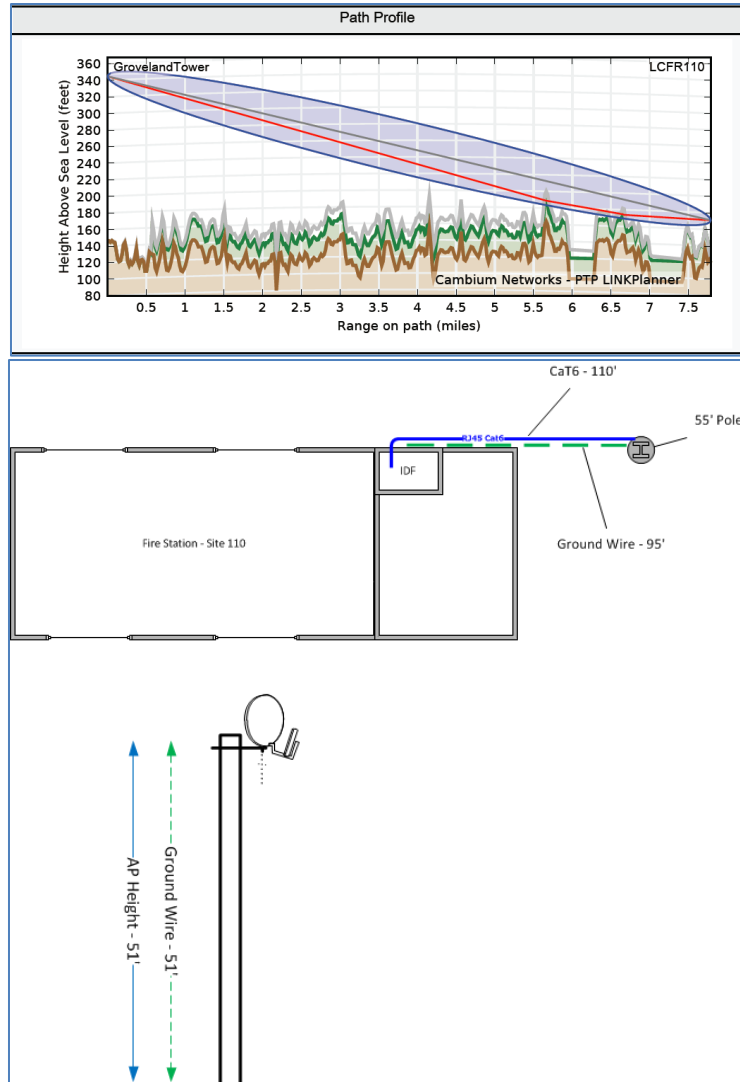 Path Profile
GrovelandTower
LCFR110
360
340
320
300
280
260
240
220
200
180
160
140
120
100
80
Height Above Sea Level (feet)
Cambium Networks - PTP LINKPlanner
0.5 1 1.5 2 2.5 3 3.5 4 4.5 5 5.5 6 6.5 7 7.5
Range on path (miles)
CaT6 - 110'
55' Pole
RJ45 Cat6
IDF
Fire Station - Site 110
Ground Wire - 95'
AP Height - 51'
Ground Wire - 51'